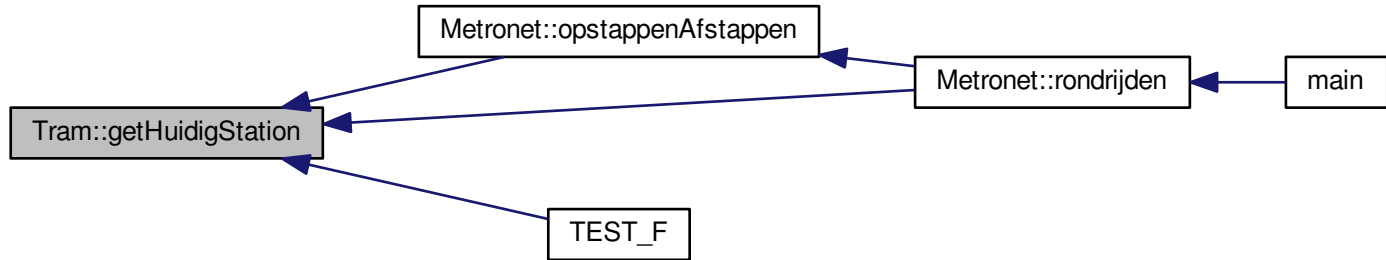 Metronet::opstappenAfstappen
Metronet::rondrijden
main
Tram::getHuidigStation
TEST_F